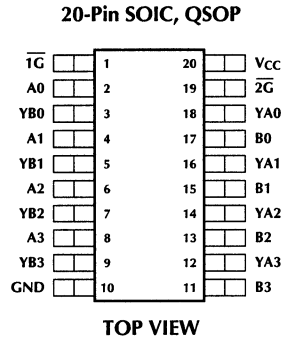 20-Pin SOIC, QSOP
1G 1 20 VCC
A0 2 19 2G
YB0 3 18 YA0
A1 4 17 B0
YB1 5 16 YA1
A2 6 15 B1
YB2 7 14 YA2
A3 8 13 B2
YB3 9 12 YA3
GND 10 11 B3
TOP VIEW